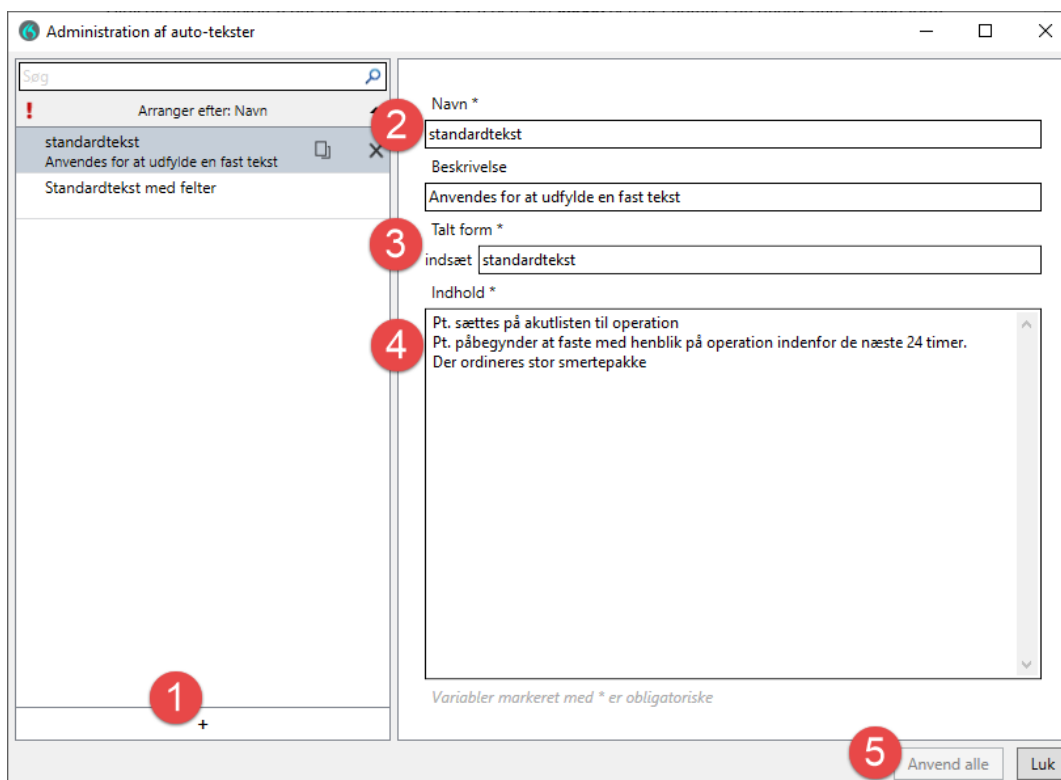 Administration af auto-tekster
Søg
! Arranger efter: Navn
standardtekst
Anvendes for at udfylde en fast tekst
Standardtekst med felter
1
+
2
Navn *
standardtekst
Beskrivelse
Anvendes for at udfylde en fast tekst
3
Talt form *
indsæt standardtekst
Indhold *
4
Pt. sættes på akutlisten til operation
Pt. påbegynder at faste med henblik på operation indenfor de næste 24 timer.
Der ordineres stor smertepakke
Variabler markeret med * er obligatoriske
5
Anvend alle
Luk